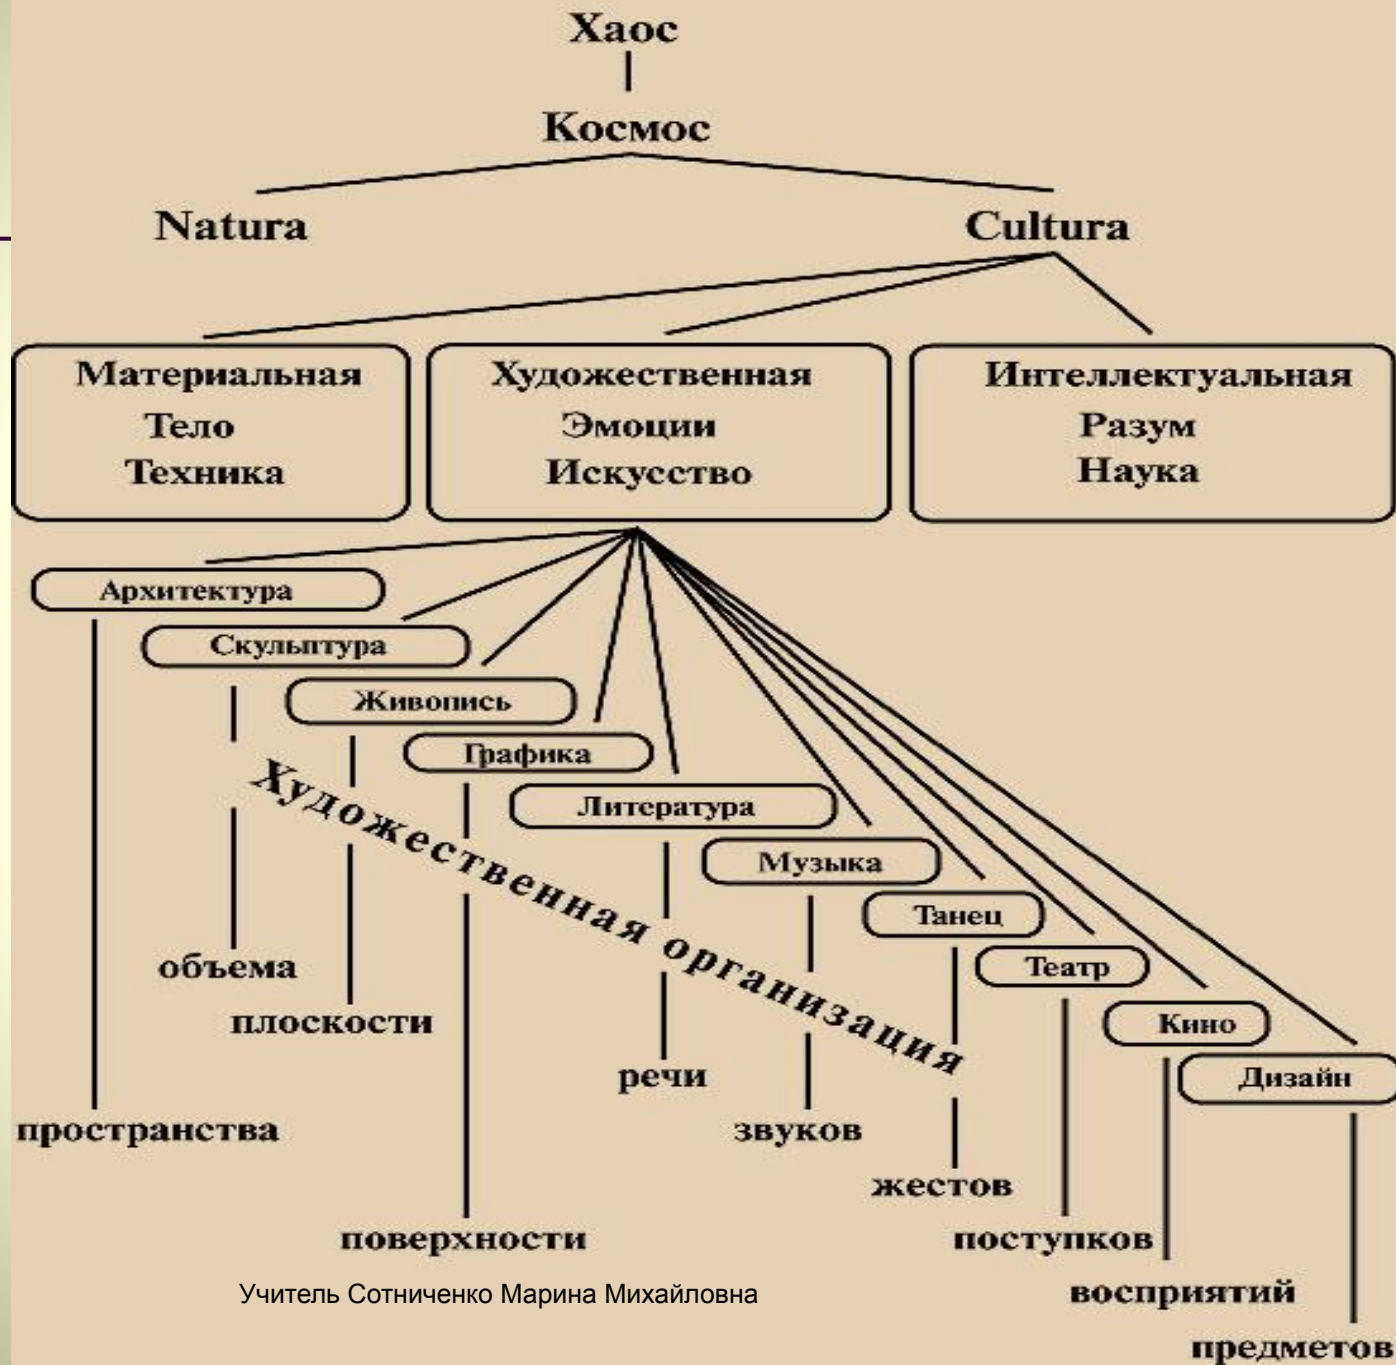 Хаос
Космос
Natura
Cultura
Материальная
Тело
Техника
Художественная
Эмоции
Искусство
Интеллектуальная
Разум
Наука
Архитектура
Скульптура
Живопись
Графика
Литература
Музыка
Танец
Театр
Кино
Дизайн
Художественная организация
объема
плоскости
речи
пространства
звуков
жестов
поверхности
поступков
восприятий
предметов
Учитель Сотниченко Марина Михайловна